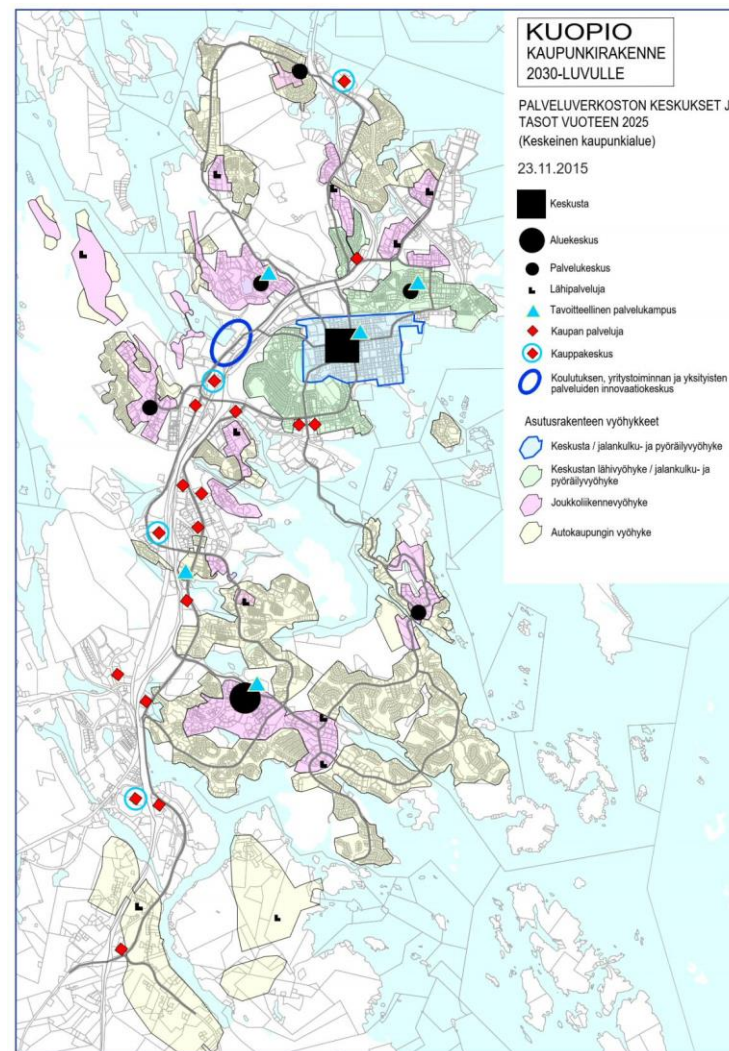 KUOPIO
KAUPUNKIRAKENNE
2030-LUVULLE
PALVELUVERKOSTON KESKUKSET J
TASOT VUOTEEN 2025
(Keskeinen kaupunkialue)
23.11.2015
Keskusta
Aluekeskus
Palvelukeskus
Lähipalveluja
Tavoitteellinen palvelukampus
Kaupan palveluja
Kauppakeskus
Koulutuksen, yritystoiminnan ja yksityisten
palveluiden innovaatiokeskus
Asutusrakenteen vyöhykkeet
Keskusta / jalankulku- ja pyöräilyvyöhyke
Keskustan lähivyöhyke / jalankulku- ja
pyöräilyvyöhyke
Joukkoliikennevyöhyke
Autokaupungin vyöhyke